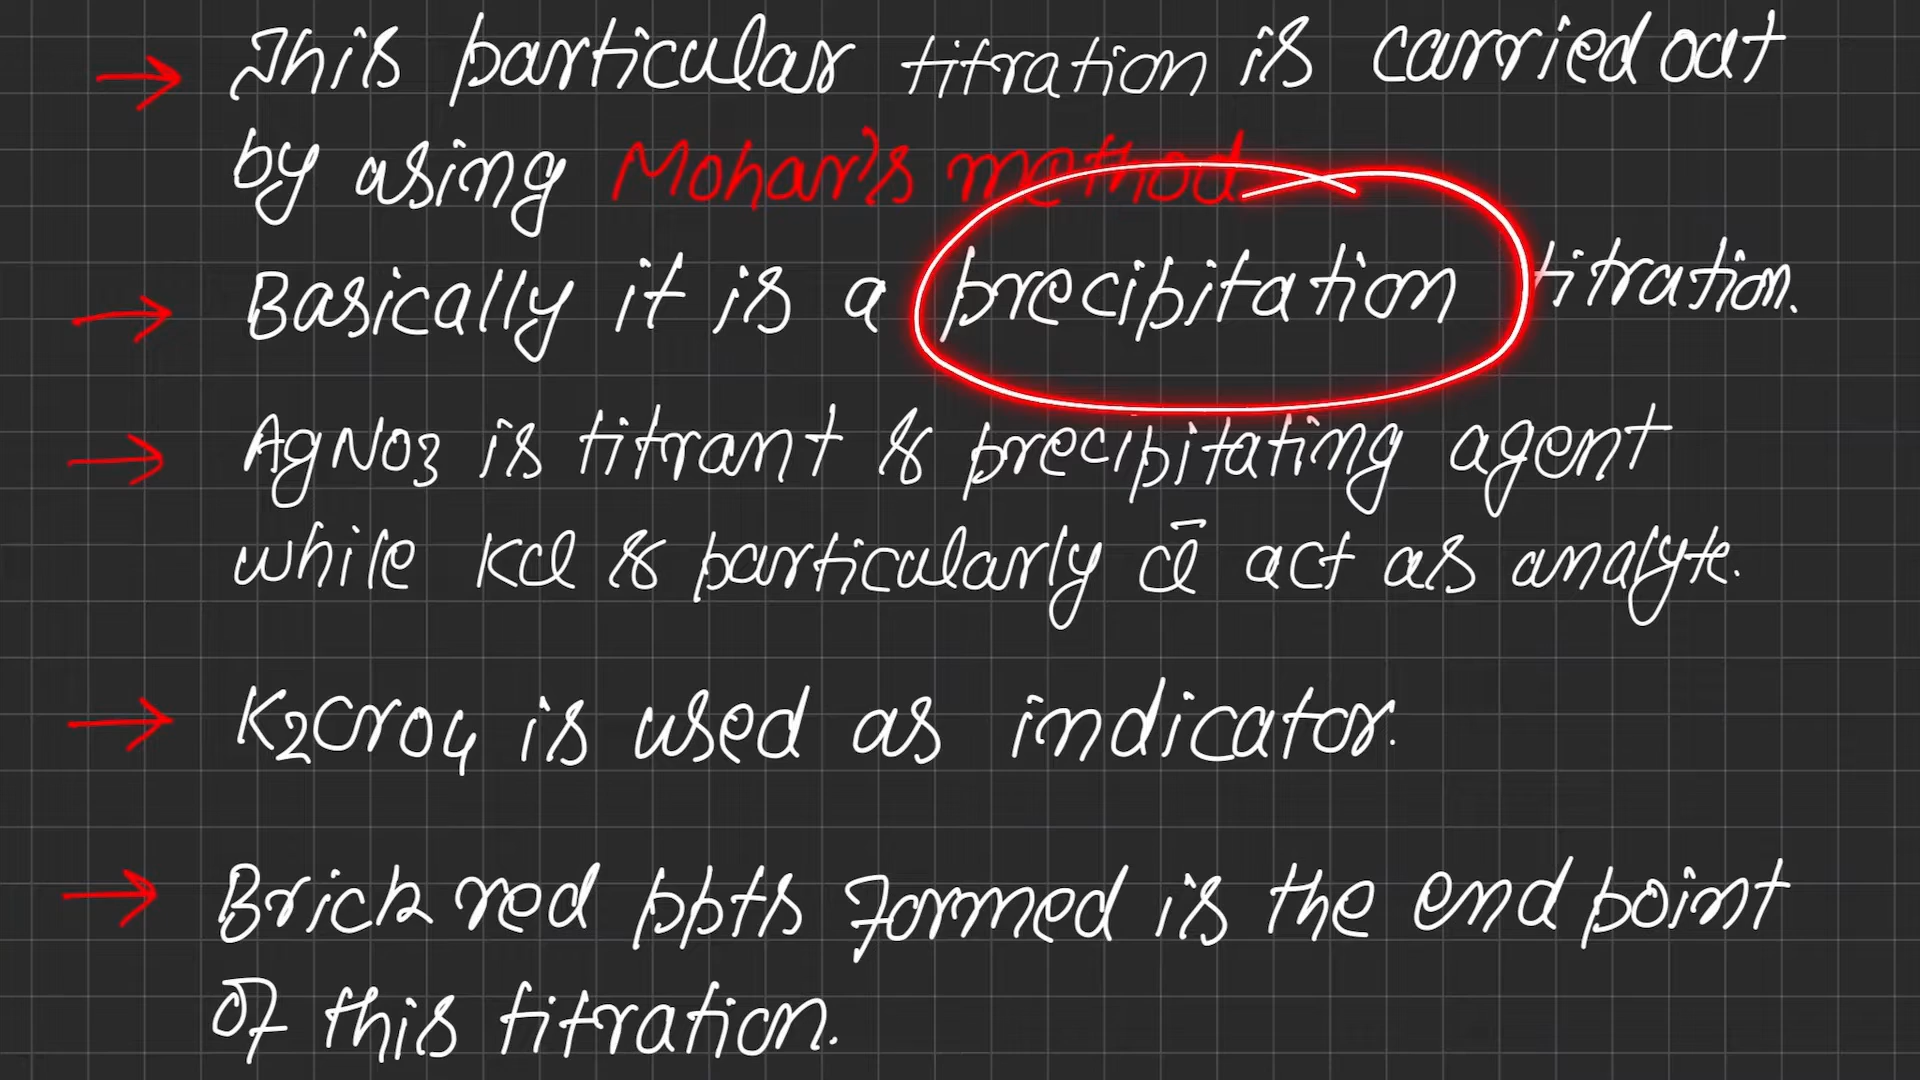 → This particular titration is carried out
by using Mohar's method
→ Basically it is a precipitation titration.
→ AgNO3 is titrant & precipitating agent
while KCl & particularly Cl⁻ act as analyte.
→ K2CrO4 is used as indicator.
→ Brick red ppts formed is the end point
of this titration.